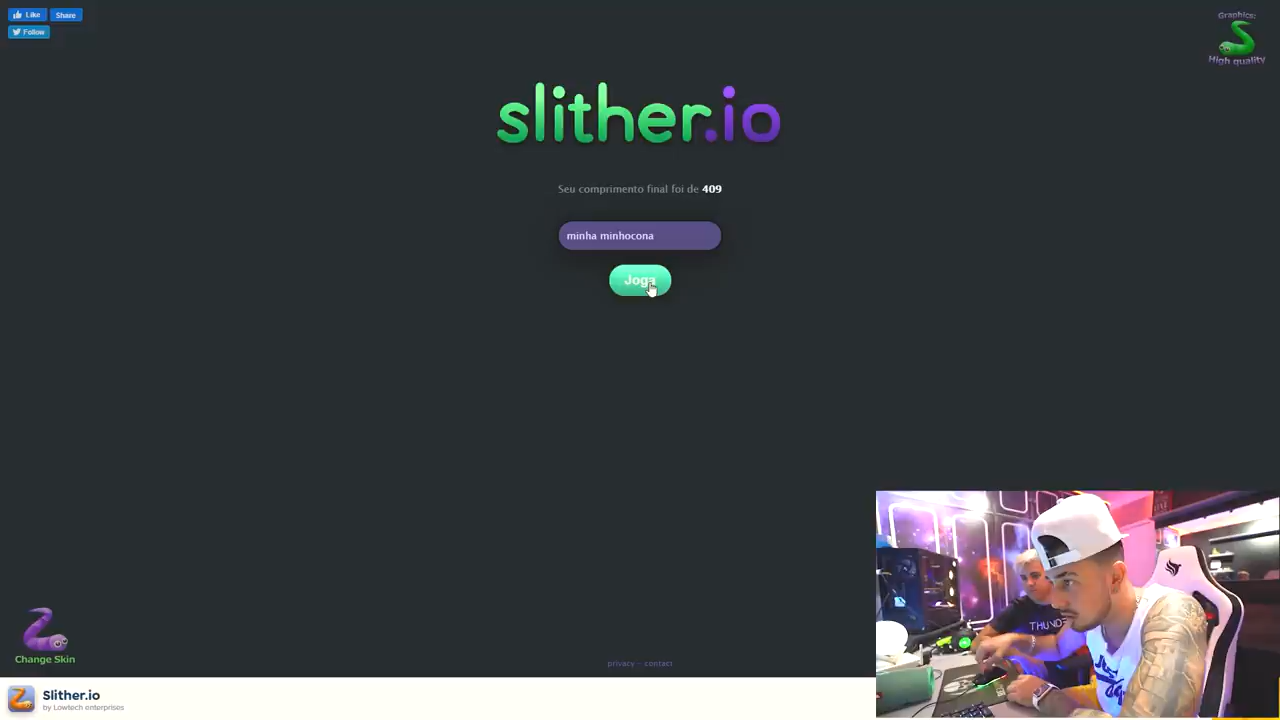 Like Share
Follow
Graphics:
High quality
slither.io
Seu comprimento final foi de 409
minha minhocona
Joga
Change Skin
privacy - contact
Slither.io
by Lowtech enterprises